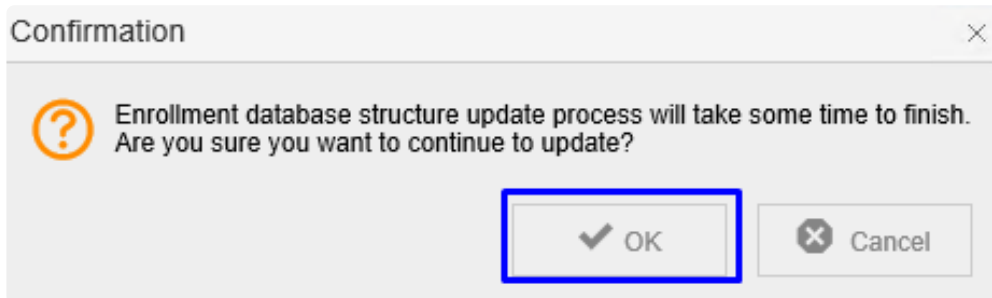 Confirmation
Enrollment database structure update process will take some time to finish.
Are you sure you want to continue to update?
OK
Cancel